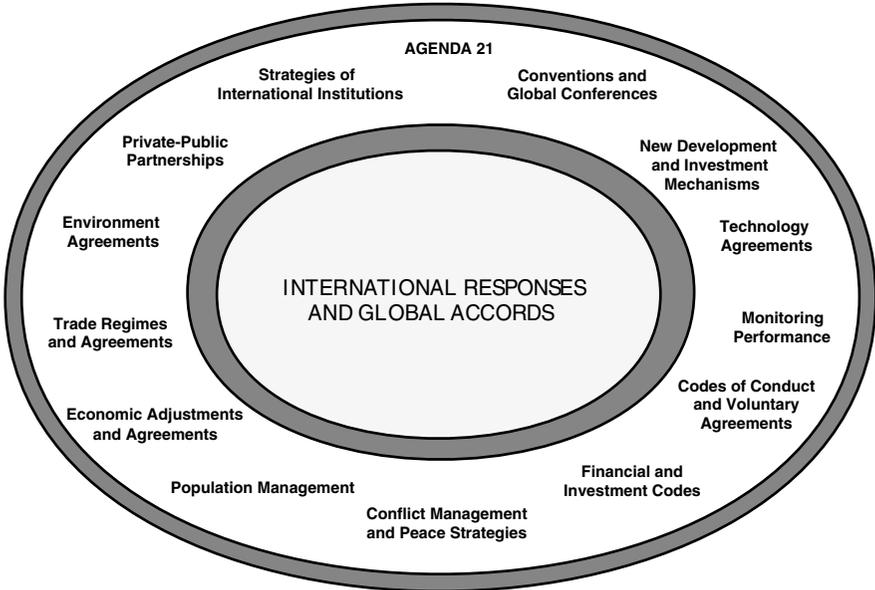 AGENDA 21
Strategies of
International Institutions
Conventions and
Global Conferences
Private-Public
Partnerships
New Development
and Investment
Mechanisms
Environment
Agreements
Technology
Agreements
INTERNATIONAL RESPONSES
AND GLOBAL ACCORDS
Trade Regimes
and Agreements
Monitoring
Performance
Economic Adjustments
and Agreements
Codes of Conduct
and Voluntary
Agreements
Population Management
Financial and
Investment Codes
Conflict Management
and Peace Strategies